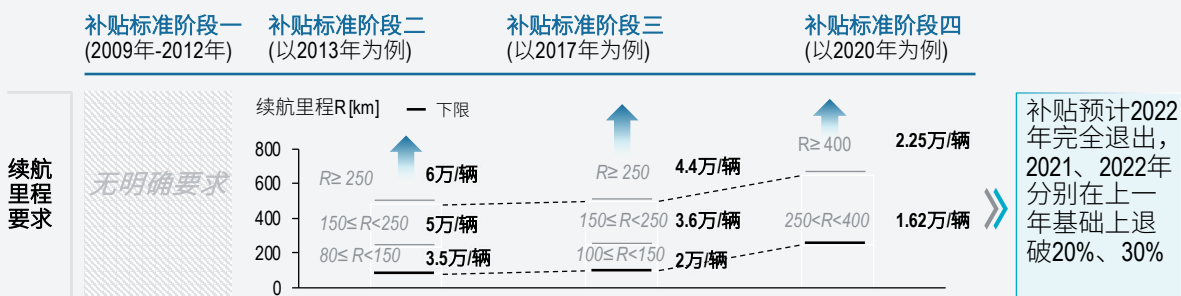 补贴标准阶段一
(2009年-2012年)
补贴标准阶段二
(以2013年为例)
补贴标准阶段三
(以2017年为例)
补贴标准阶段四
(以2020年为例)
续航
里程
要求
无明确要求
续航里程R [km]
下限
800
600
400
200
0
R≥ 250
6万/辆
150≤ R<250
5万/辆
80≤ R<150
3.5万/辆
R≥ 250
4.4万/辆
150≤ R<250
3.6万/辆
100≤ R<150
2万/辆
R≥ 400
2.25万/辆
250<R<400
1.62万/辆
补贴预计2022
年完全退出，
2021、2022年
分别在上一
年基础上退
破20%、30%